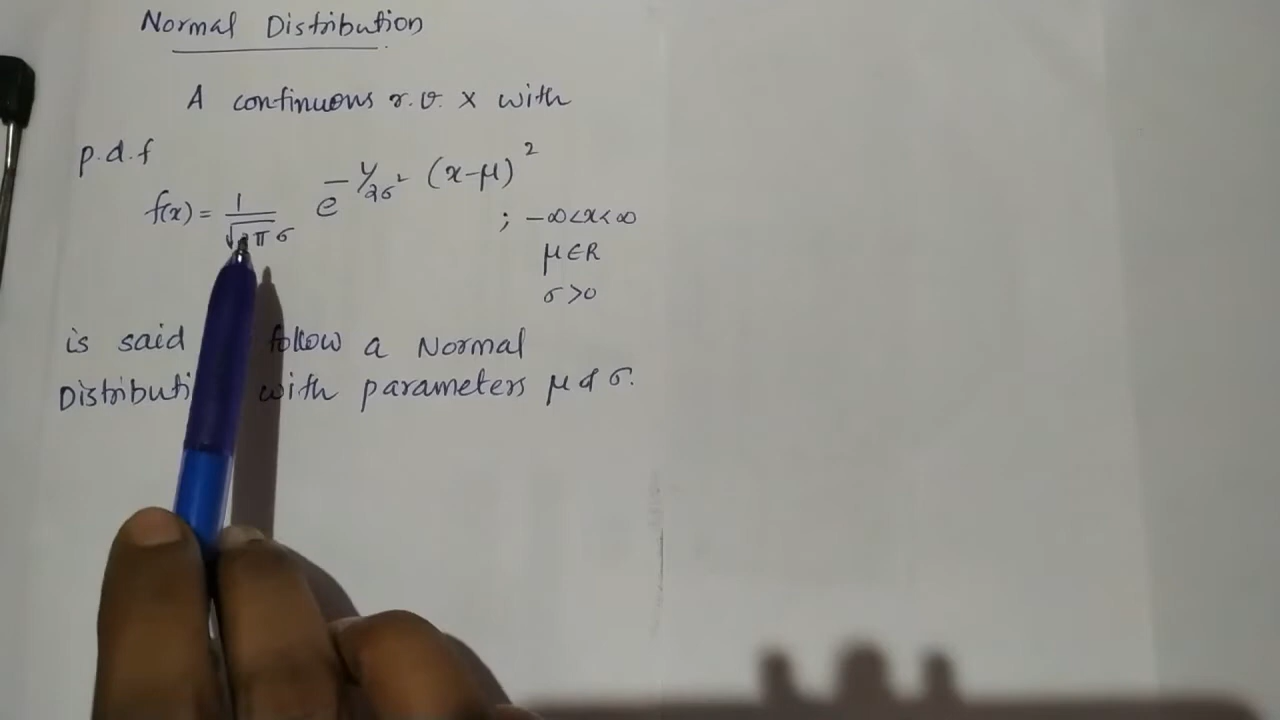 Normal Distribution
A continuous r.v. X with
p.d.f
f(x) = 1/√2π σ e^-1/2σ² (x-μ)² ; -∞<x<∞
μ∈R
σ>0
is said follow a Normal
Distributi with parameters μ & σ.